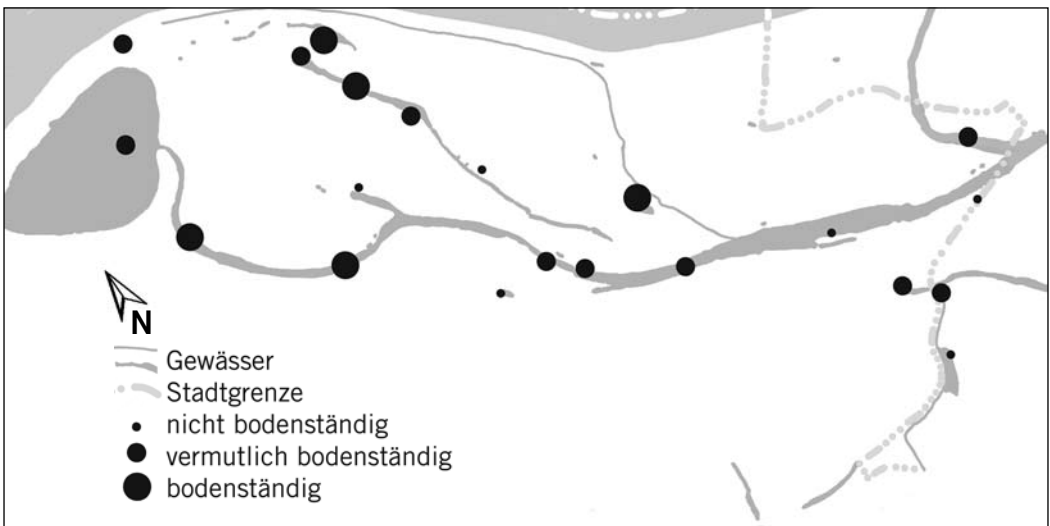 N
Gewässer
Stadtgrenze
nicht bodenständig
vermutlich bodenständig
bodenständig